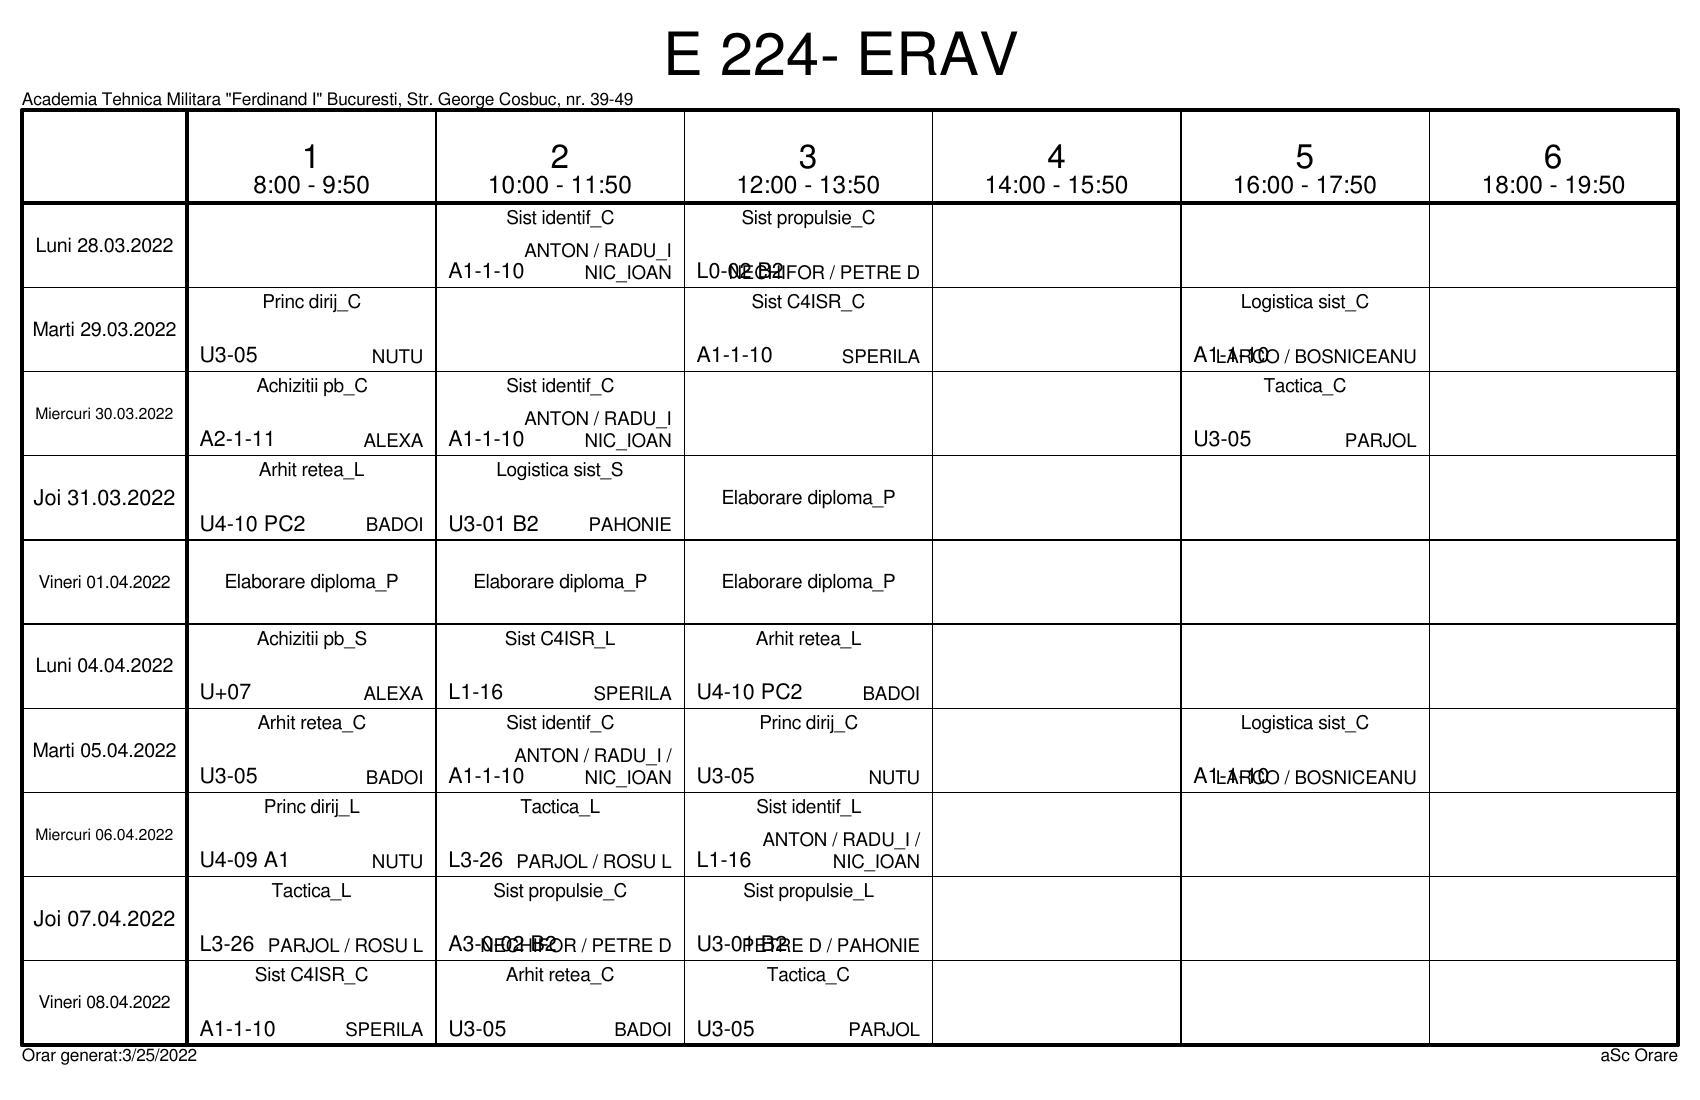 E 224- ERAV
Academia Tehnica Militara "Ferdinand I" Bucuresti, Str. George Cosbuc, nr. 39-49
1 2 3 4 5 6
8:00 - 9:50 10:00 - 11:50 12:00 - 13:50 14:00 - 15:50 16:00 - 17:50 18:00 - 19:50
Luni 28.03.2022
Sist identif_C
ANTON / RADU_I
A1-1-10 NIC_IOAN
Sist propulsie_C
L0-02 B2 NECHIFOR / PETRE D
Marti 29.03.2022
Princ dirij_C
U3-05 NUTU
Sist C4ISR_C
A1-1-10 SPERILA
Logistica sist_C
A1-1-10 LARCO / BOSNICEANU
Miercuri 30.03.2022
Achizitii pb_C
A2-1-11 ALEXA
Sist identif_C
ANTON / RADU_I
A1-1-10 NIC_IOAN
Tactica_C
U3-05 PARJOL
Joi 31.03.2022
Arhit retea_L
U4-10 PC2 BADOI
Logistica sist_S
U3-01 B2 PAHONIE
Elaborare diploma_P
Vineri 01.04.2022
Elaborare diploma_P
Elaborare diploma_P
Elaborare diploma_P
Luni 04.04.2022
Achizitii pb_S
U+07 ALEXA
Sist C4ISR_L
L1-16 SPERILA
Arhit retea_L
U4-10 PC2 BADOI
Marti 05.04.2022
Arhit retea_C
U3-05 BADOI
Sist identif_C
ANTON / RADU_I /
A1-1-10 NIC_IOAN
Princ dirij_C
U3-05 NUTU
Logistica sist_C
A1-1-10 LARCO / BOSNICEANU
Miercuri 06.04.2022
Princ dirij_L
U4-09 A1 NUTU
Tactica_L
L3-26 PARJOL / ROSU L
Sist identif_L
ANTON / RADU_I /
L1-16 NIC_IOAN
Joi 07.04.2022
Tactica_L
L3-26 PARJOL / ROSU L
Sist propulsie_C
A3-0-02 B2 NECHIFOR / PETRE D
Sist propulsie_L
U3-01 B2 PETRE D / PAHONIE
Vineri 08.04.2022
Sist C4ISR_C
A1-1-10 SPERILA
Arhit retea_C
U3-05 BADOI
Tactica_C
U3-05 PARJOL
Orar generat:3/25/2022
aSc Orare